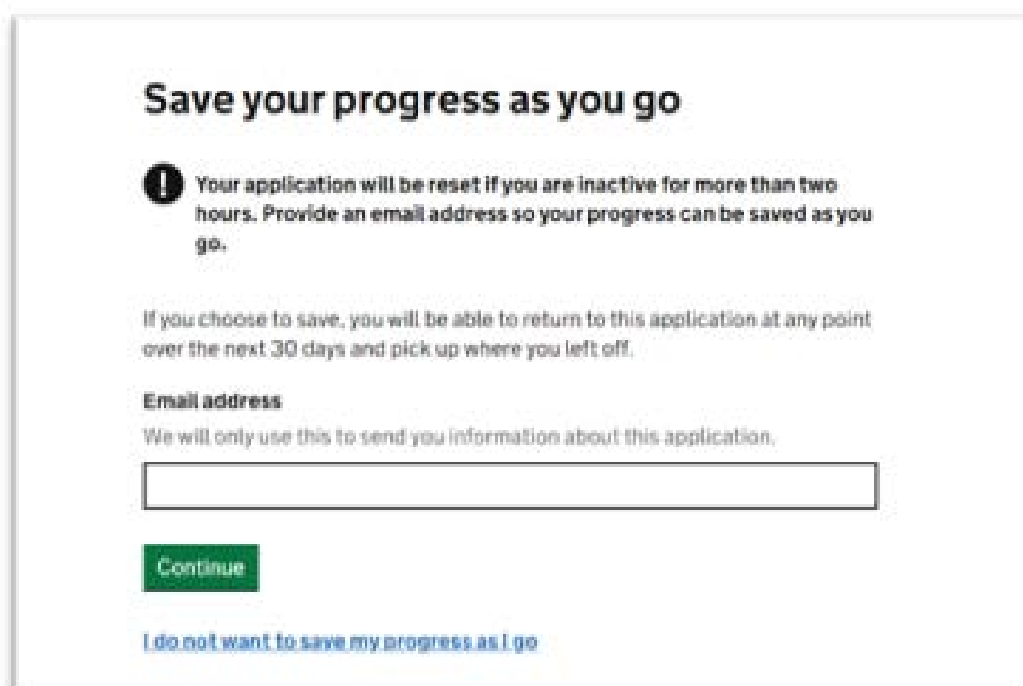 Save your progress as you go
! Your application will be reset if you are inactive for more than two
hours. Provide an email address so your progress can be saved as you
go.
If you choose to save, you will be able to return to this application at any point
over the next 30 days and pick up where you left off.
Email address
We will only use this to send you information about this application.
Continue
I do not want to save my progress as I go